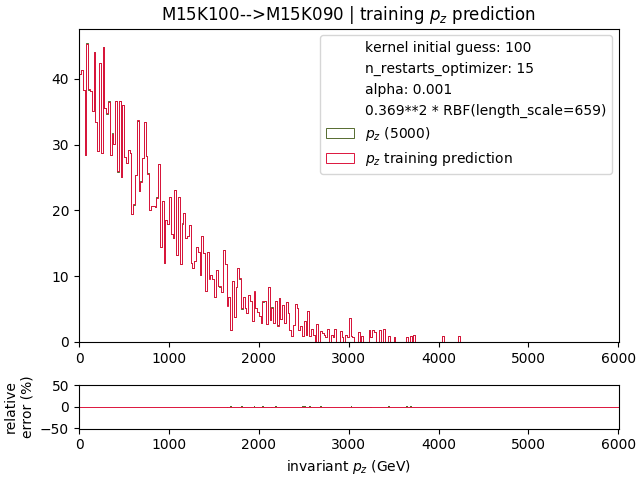 M15K100-->M15K090 | training p_z prediction
kernel initial guess: 100
n_restarts_optimizer: 15
alpha: 0.001
0.369**2 * RBF(length_scale=659)
p_z (5000)
p_z training prediction
40
30
20
10
0
0 1000 2000 3000 4000 5000 6000
relative
error (%)
50
0
−50
0 1000 2000 3000 4000 5000 6000
invariant p_z (GeV)